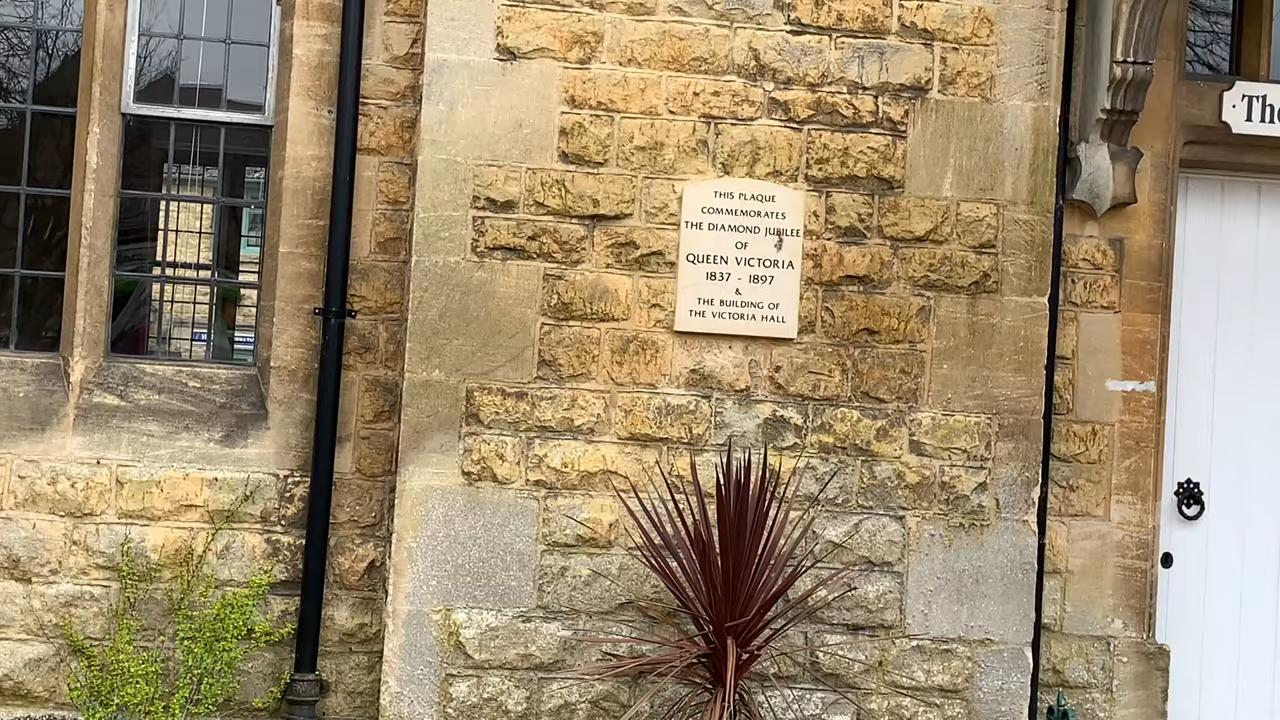 THIS PLAQUE
COMMEMORATES
THE DIAMOND JUBILEE
OF
QUEEN VICTORIA
1837 - 1897
&
THE BUILDING OF
THE VICTORIA HALL
· The